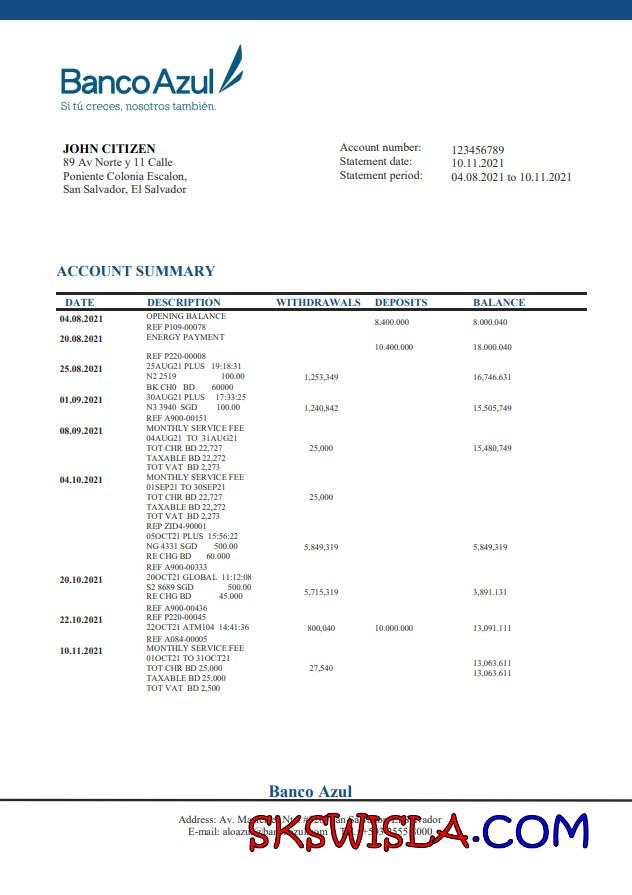 Banco Azul
Si tú creces, nosotros también.
JOHN CITIZEN
89 Av Norte y 11 Calle
Poniente Colonia Escalon,
San Salvador, El Salvador
Account number: 123456789
Statement date: 10.11.2021
Statement period: 04.08.2021 to 10.11.2021
ACCOUNT SUMMARY
DATE DESCRIPTION WITHDRAWALS DEPOSITS BALANCE
04.08.2021 OPENING BALANCE
8,400.000 8.000.040
REF P109-00078
20.08.2021 ENERGY PAYMENT
10.400.000 18.000.040
REF P220-00008
25.08.2021 25AUG21 PLUS 19:18:31
N2 2519 100.00 1,253,349 16,746.631
BK CH0 BD 60000
01.09.2021 30AUG21 PLUS 17:33:25
N3 3940 SGD 100.00 1,240,842 15,505,749
REF A900-00151
08.09.2021 MONTHLY SERVICE FEE
04AUG21 TO 31AUG21
TOT CHR BD 22,727 25,000 15,480,749
TAXABLE BD 22,272
TOT VAT BD 2,273
04.10.2021 MONTHLY SERVICE FEE
01SEP21 TO 30SEP21
TOT CHR BD 22,727 25,000
TAXABLE BD 22,272
TOT VAT BD 2,273
REP ZID4-90001
05OCT21 PLUS 15:56:22
NG 4331 SGD 500.00 5,849,319 5,849,319
RE CHG BD 60.000
REF A900-00333
20.10.2021 20OCT21 GLOBAL 11:12:08
S2 8689 SGD 500.00 5,715,319 3,891.131
RE CHG BD 45.000
REF A900-00436
22.10.2021 REF P220-00045
22OCT21 ATM104 14:41:36 800,040 10.000.000 13,091.111
REF A084-00005
10.11.2021 MONTHLY SERVICE FEE
01OCT21 TO 31OCT21 13,063.611
TOT CHR BD 25,000 27,540 13,063.611
TAXABLE BD 25,000
TOT VAT BD 2,500
Banco Azul
Address: Av.
E-mail:
SKSWISLA.COM